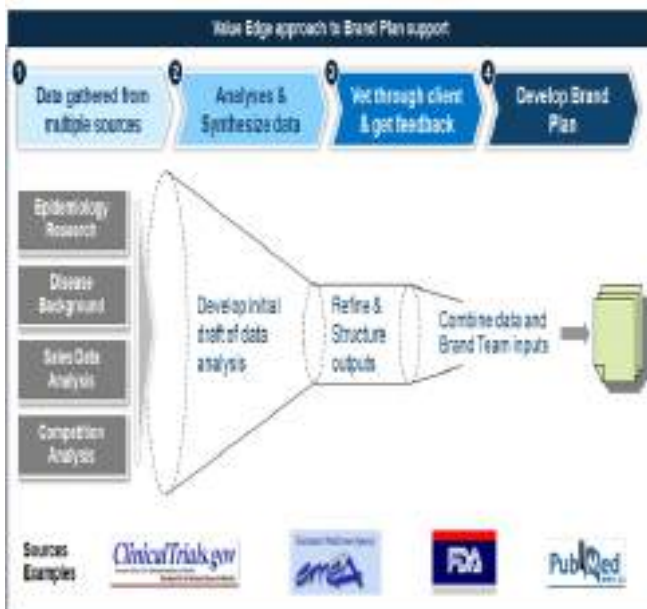 Value Edge approach to Brand Plan support
1
Data gathered from
multiple sources
2
Analyses &
Synthesize data
3
Vet through client
& get feedback
4
Develop Brand
Plan
Epidemiology
Research
Disease
Background
Sales Data
Analysis
Competition
Analysis
Develop initial
draft of data
analysis
Refine &
Structure
outputs
Combine data and
Brand Team inputs
Sources
Examples
ClinicalTrials.gov
emea
FDA
PubMed